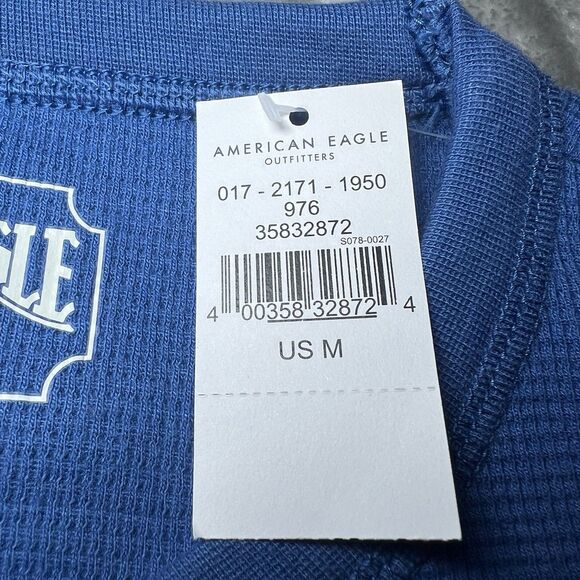 AMERICAN EAGLE
OUTFITTERS
017 - 2171 - 1950
976
35832872
S078-0027
4 00358 32872 4
US M
GLE